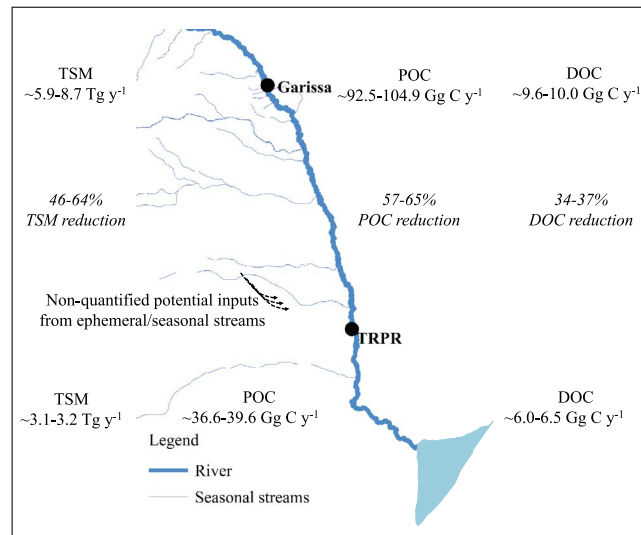 TSM
~5.9-8.7 Tg y⁻¹
Garissa
POC
~92.5-104.9 Gg C y⁻¹
DOC
~9.6-10.0 Gg C y⁻¹
46-64%
TSM reduction
57-65%
POC reduction
34-37%
DOC reduction
Non-quantified potential inputs
from ephemeral/seasonal streams
TRPR
TSM
~3.1-3.2 Tg y⁻¹
POC
~36.6-39.6 Gg C y⁻¹
DOC
~6.0-6.5 Gg C y⁻¹
Legend
River
Seasonal streams